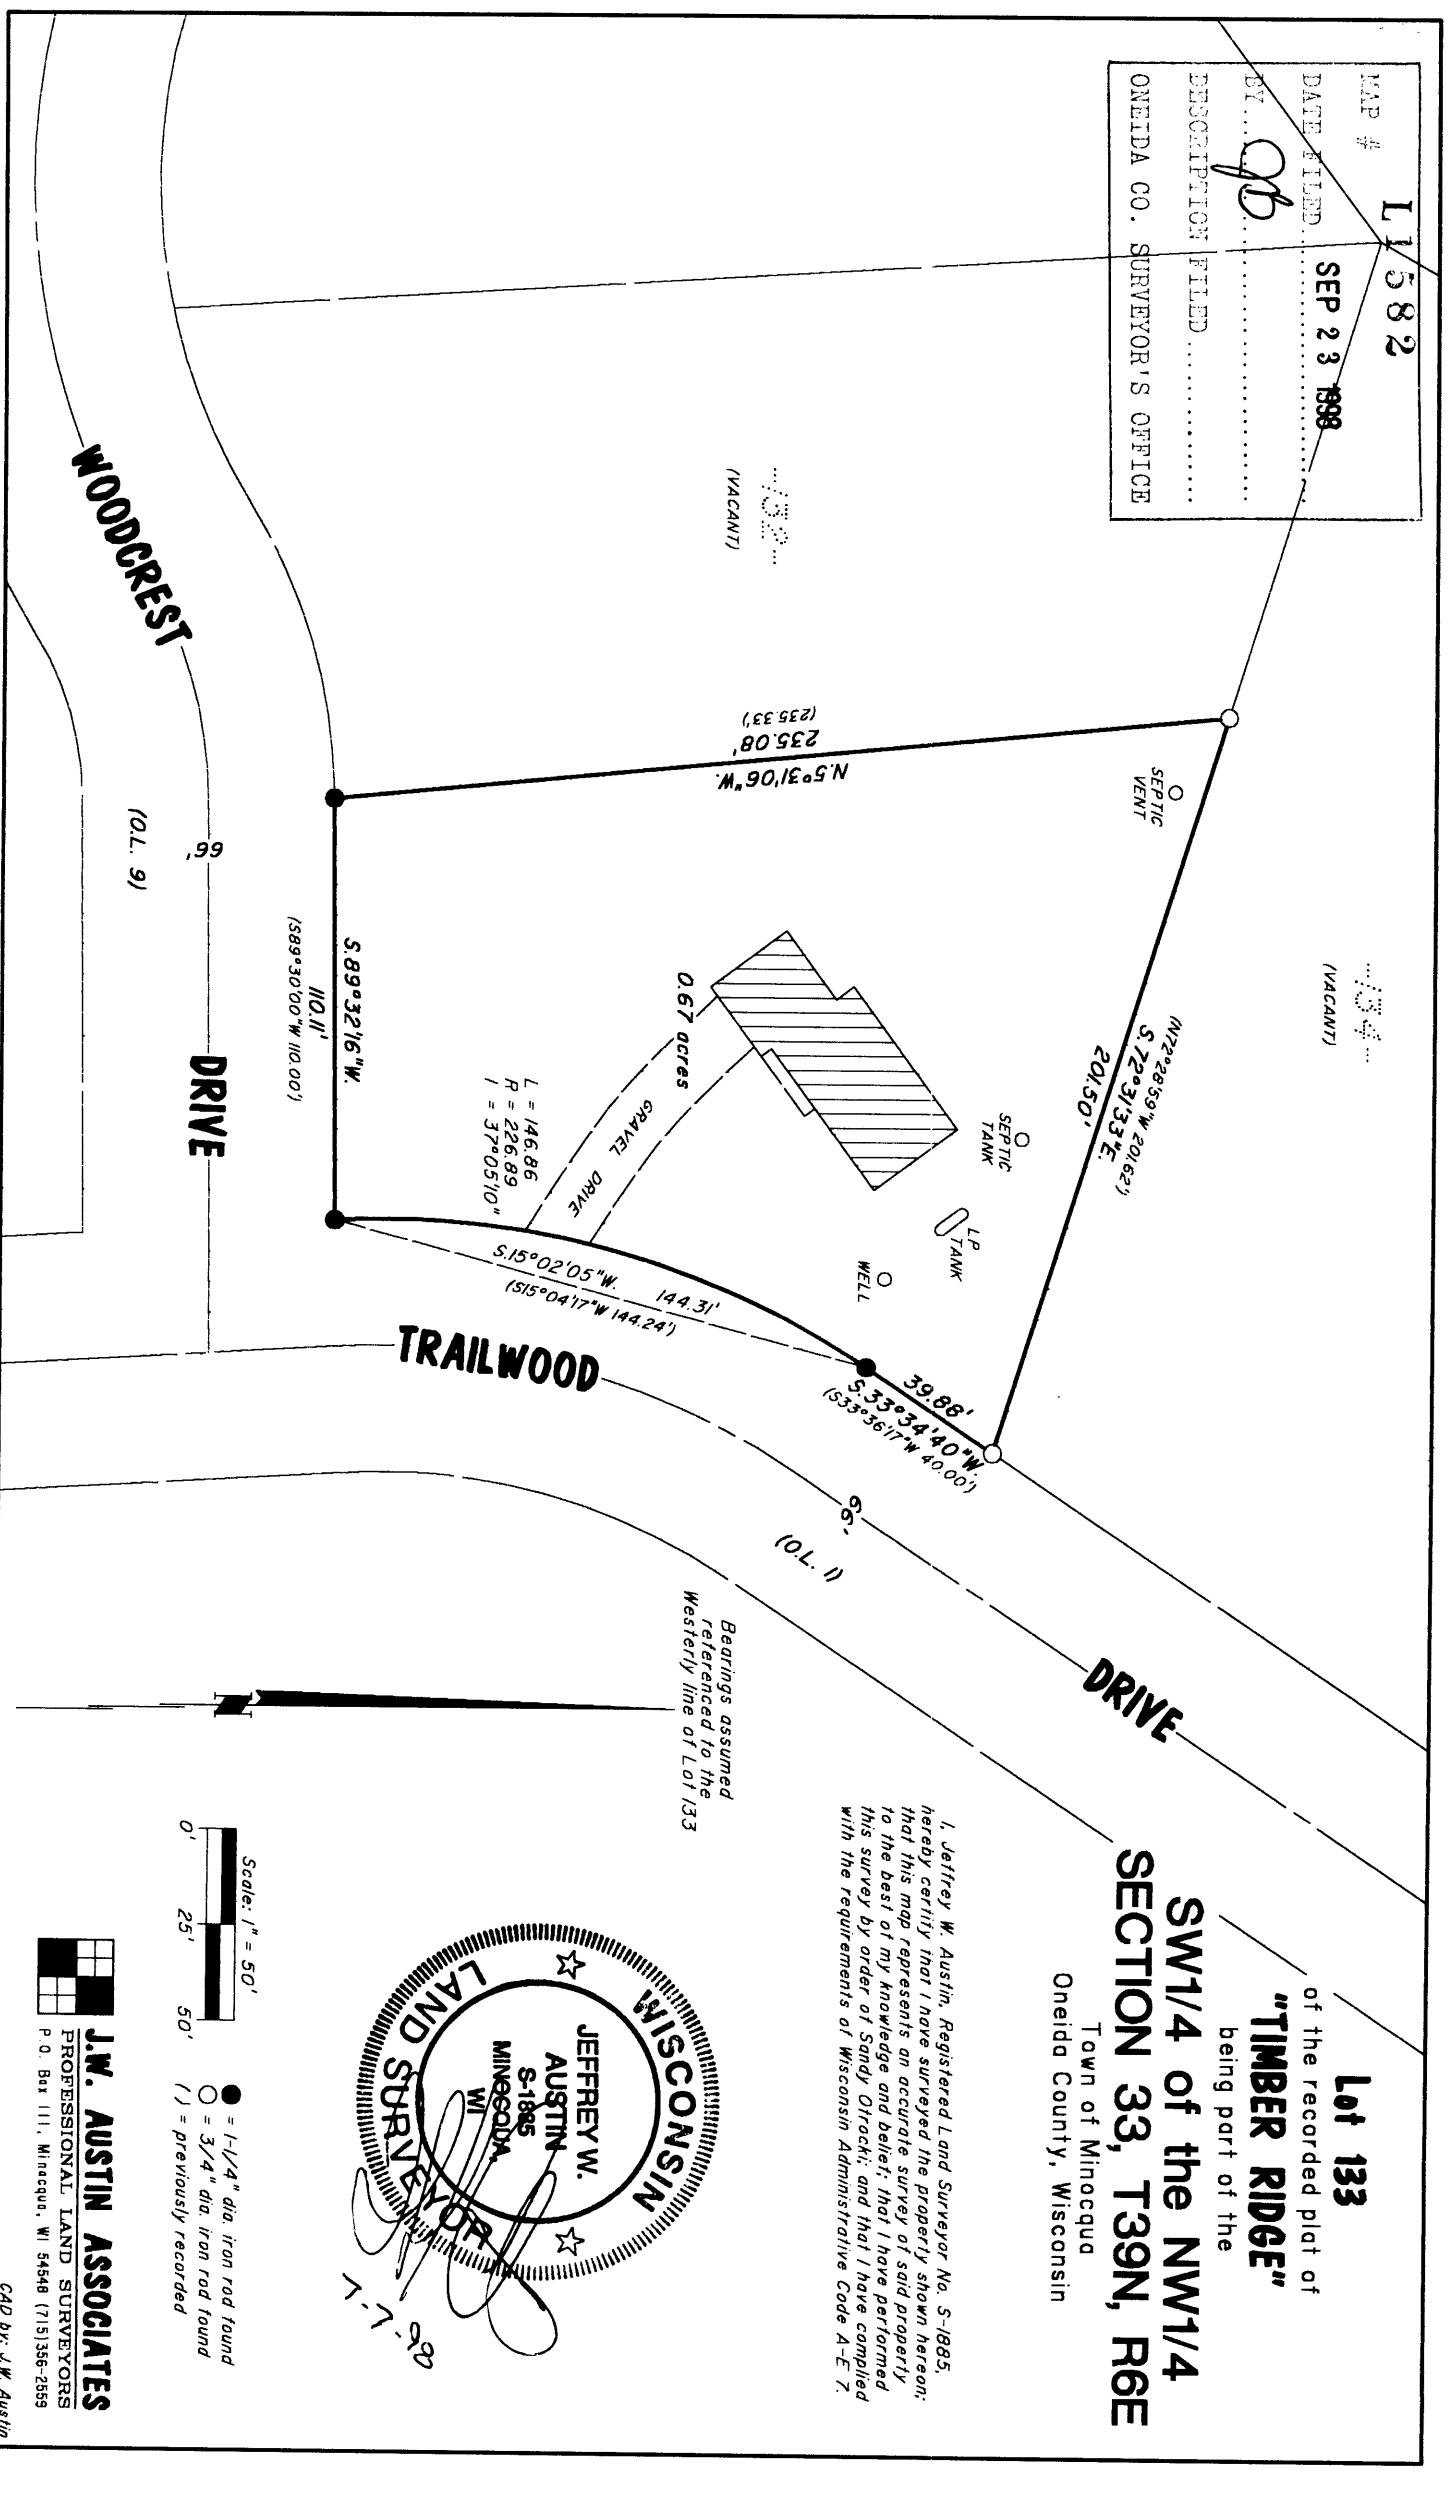 MAP # L1582
DATE FILED SEP 23 1998
BY JB
DESCRIPTION FILED
ONEIDA CO. SURVEYOR'S OFFICE
Lot 133
of the recorded plat of
"TIMBER RIDGE"
being part of the
SW1/4 of the NW1/4
SECTION 33, T39N, R6E
Town of Minocqua
Oneida County, Wisconsin
134
(VACANT)
(N72°28'59"W 201.62')
S.72°31'33"E.
201.50'
SEPTIC
VENT
132
(VACANT)
(235.33')
235.08'
N.5°31'06"W.
SEPTIC
TANK
LP
TANK
WELL
0.67 acres
GRAVEL DRIVE
L = 146.86
R = 226.89
I = 37°05'10"
39.88'
S.33°34'40"W.
(S33°36'17"W 40.00')
S.15°02'05"W. 144.31'
(S15°04'17"W 144.24')
S.89°32'16"W.
110.11'
(S89°30'00"W 110.00')
66'
(O.L. 9)
WOODCREST DRIVE
TRAILWOOD DRIVE
66'
(O.L. 1)
Bearings assumed
referenced to the
Westerly line of Lot 133
I, Jeffrey W. Austin, Registered Land Surveyor No. S-1885,
hereby certify that I have surveyed the property shown hereon;
that this map represents an accurate survey of said property
to the best of my knowledge and belief; that I have performed
this survey by order of Sandy Otrocki; and that I have complied
with the requirements of Wisconsin Administrative Code A-E 7.
WISCONSIN
JEFFREY W.
AUSTIN
S-1885
MINOCQUA,
WI
LAND SURVEYOR
Scale: 1" = 50'
0' 25' 50'
= 1-1/4" dia. iron rod found
= 3/4" dia. iron rod found
( ) = previously recorded
J.W. AUSTIN ASSOCIATES
PROFESSIONAL LAND SURVEYORS
P.O. Box 111, Minocqua, WI 54548 (715)356-2559
CAD by: J.W. Austin